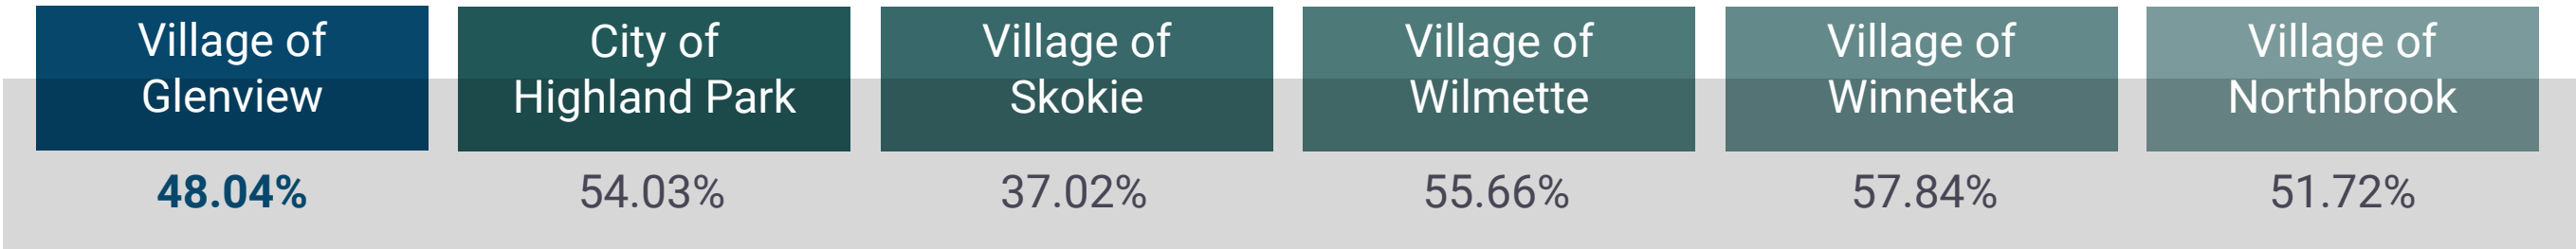 Village of
Glenview
48.04%
City of
Highland Park
54.03%
Village of
Skokie
37.02%
Village of
Wilmette
55.66%
Village of
Winnetka
57.84%
Village of
Northbrook
51.72%